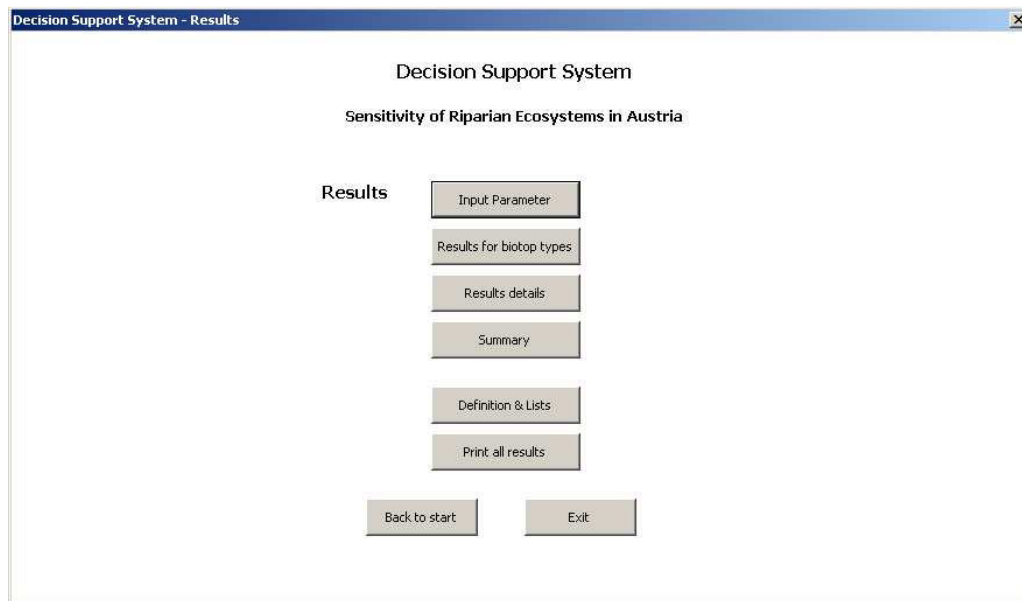 Decision Support System - Results
Decision Support System
Sensitivity of Riparian Ecosystems in Austria
Results
Input Parameter
Results for biotop types
Results details
Summary
Definition & Lists
Print all results
Back to start
Exit